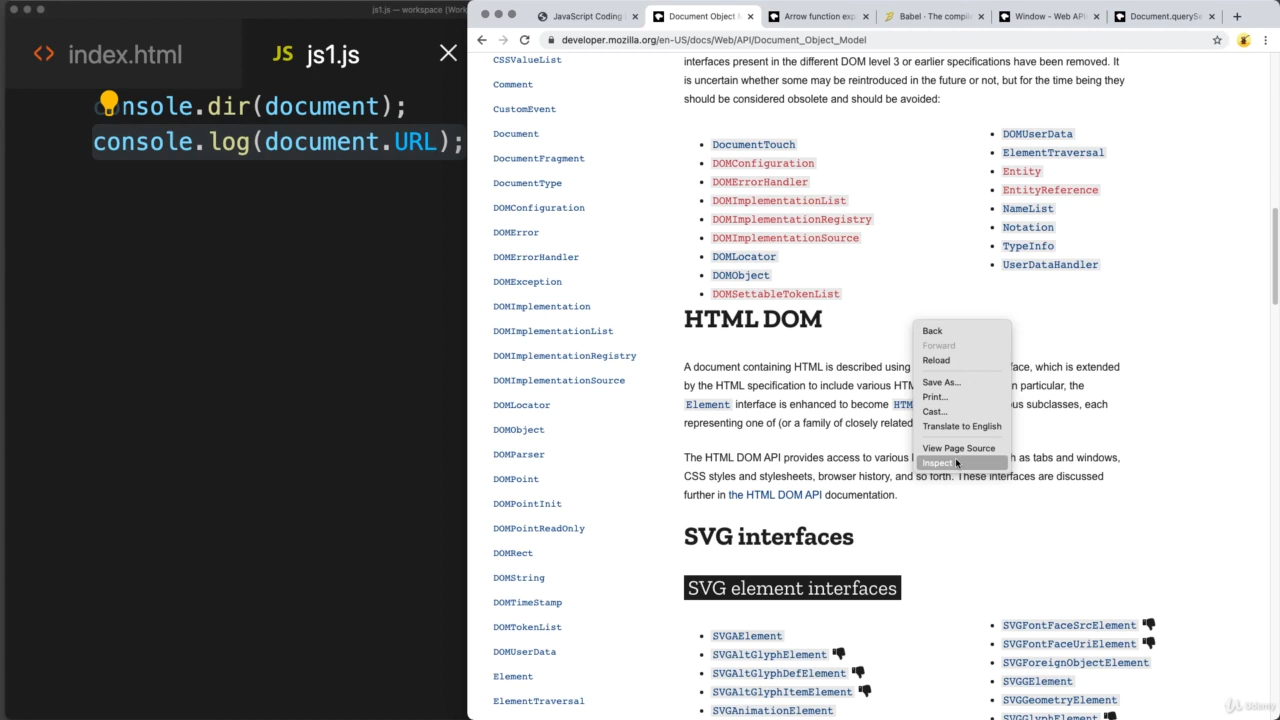 js1.js — workspace (W
index.html
JS js1.js
nsole.dir(document);
console.log(document.URL);
JavaScript Coding
Document Object M
Arrow function exp
Babel · The compil
Window - Web API
Document.querySe
developer.mozilla.org/en-US/docs/Web/API/Document_Object_Model
CSSValueList
Comment
CustomEvent
Document
DocumentFragment
DocumentType
DOMConfiguration
DOMError
DOMErrorHandler
DOMException
DOMImplementation
DOMImplementationList
DOMImplementationRegistry
DOMImplementationSource
DOMLocator
DOMObject
DOMParser
DOMPoint
DOMPointInit
DOMPointReadOnly
DOMRect
DOMString
DOMTimeStamp
DOMTokenList
DOMUserData
Element
ElementTraversal
interfaces present in the different DOM level 3 or earlier specifications have been removed. It
is uncertain whether some may be reintroduced in the future or not, but for the time being they
should be considered obsolete and should be avoided:
DocumentTouch
DOMConfiguration
DOMErrorHandler
DOMImplementationList
DOMImplementationRegistry
DOMImplementationSource
DOMLocator
DOMObject
DOMSettableTokenList
DOMUserData
ElementTraversal
Entity
EntityReference
NameList
Notation
TypeInfo
UserDataHandler
HTML DOM
A document containing HTML is described using face, which is extended
by the HTML specification to include various HTM n particular, the
Element interface is enhanced to become HTM ous subclasses, each
representing one of (or a family of closely related
The HTML DOM API provides access to various h as tabs and windows,
CSS styles and stylesheets, browser history, and so forth. These interfaces are discussed
further in the HTML DOM API documentation.
Back
Forward
Reload
Save As...
Print...
Cast...
Translate to English
View Page Source
Inspect
SVG interfaces
SVG element interfaces
SVGAElement
SVGAltGlyphElement
SVGAltGlyphDefElement
SVGAltGlyphItemElement
SVGAnimationElement
SVGFontFaceSrcElement
SVGFontFaceUriElement
SVGForeignObjectElement
SVGGElement
SVGGeometryElement
SVGGlyphElement
Udemy